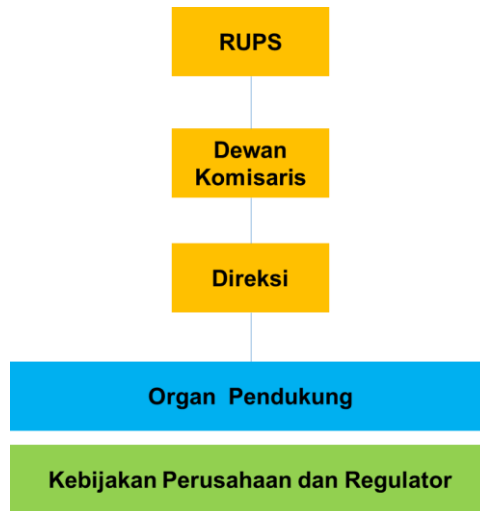 RUPS
Dewan
Komisaris
Direksi
Organ Pendukung
Kebijakan Perusahaan dan Regulator